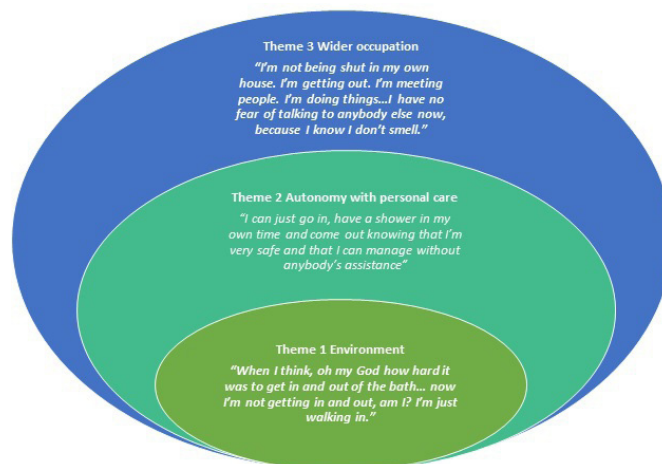 Theme 3 Wider occupation
“I’m not being shut in my own
house. I’m getting out. I’m meeting
people. I’m doing things…I have no
fear of talking to anybody else now,
because I know I don’t smell.”
Theme 2 Autonomy with personal care
“I can just go in, have a shower in my
own time and come out knowing that I’m
very safe and that I can manage without
anybody’s assistance“
Theme 1 Environment
“When I think, oh my God how hard it
was to get in and out of the bath… now
I’m not getting in and out, am I? I’m just
walking in.”